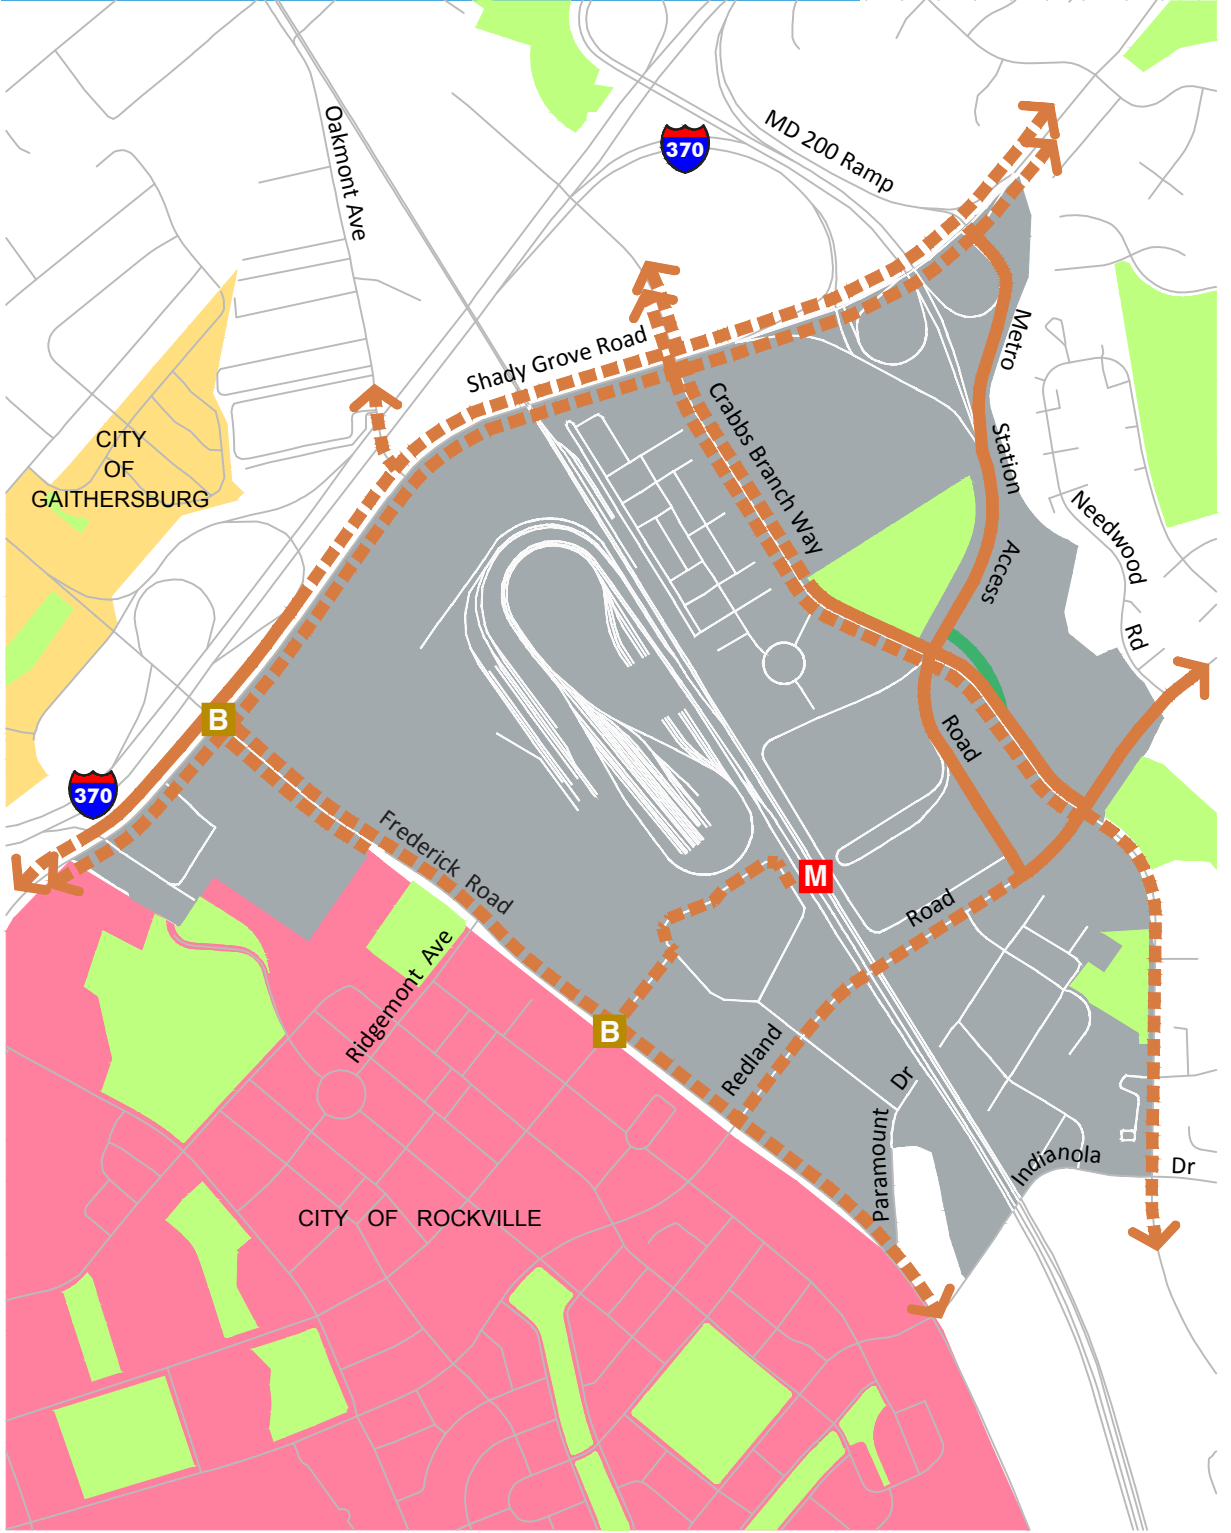 Oakmont Ave
370
MD 200 Ramp
Shady Grove Road
Metro
Station
Access
Road
Crabbs Branch Way
Needwood
Rd
CITY
OF
GAITHERSBURG
B
370
Frederick Road
M
Road
Redland
Ridgemont Ave
B
Dr
Paramount
Indianola
Dr
CITY OF ROCKVILLE